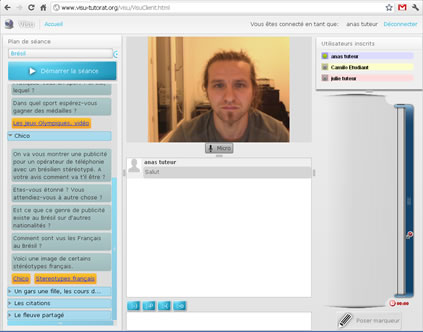 www.visu-tutorat.org/visu/VisuClient.html
Visu
Accueil
Vous êtes connecté en tant que: anas tuteur Déconnecter
Plan de séance
Brésil
Démarrer la séance
lequel ?
Dans quel sport espérez-vous
gagner des médailles ?
Les jeux Olympiques, vidéo
Chico
On va vous montrer une publicité
pour un opérateur de téléphonie
avec un brésilien stéréotypé. A
votre avis comment va t'il être ?
Etes-vous étonné ? Vous
attendiez-vous à autre chose ?
Est ce que ce genre de publicité
existe au Brésil sur d'autres
nationalités ?
Comment sont vus les Français
au Brésil ?
Voici une image de certains
stéréotypes français.
Chico
Stereotypes français
Un gars une fille, les cours d...
Les citations
Le fleuve partagé
Micro
anas tuteur
Salut
Utilisateurs inscrits
anas tuteur
Camile Etudiant
julie tuteur
00:00
Poser marqueur